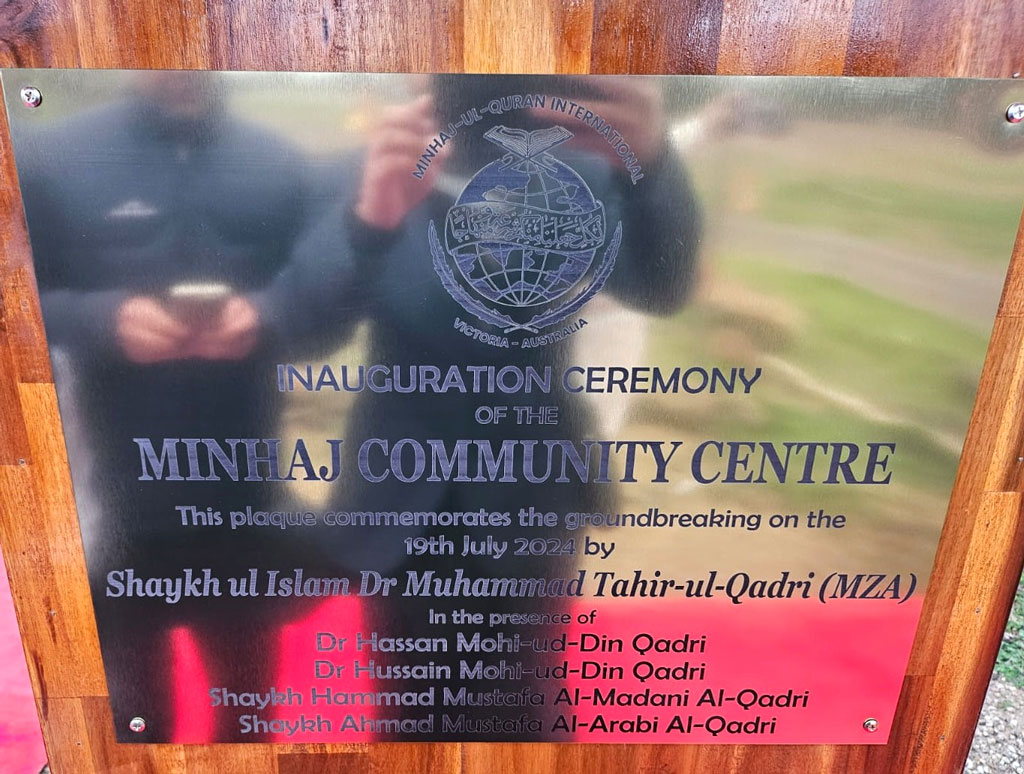 MINHAJ-UL-QURAN INTERNATIONAL
VICTORIA - AUSTRALIA
INAUGURATION CEREMONY
OF THE
MINHAJ COMMUNITY CENTRE
This plaque commemorates the groundbreaking on the
19th July 2024 by
Shaykh ul Islam Dr Muhammad Tahir-ul-Qadri (MZA)
In the presence of
Dr Hassan Mohi-ud-Din Qadri
Dr Hussain Mohi-ud-Din Qadri
Shaykh Hammad Mustafa Al-Madani Al-Qadri
Shaykh Ahmad Mustafa Al-Arabi Al-Qadri